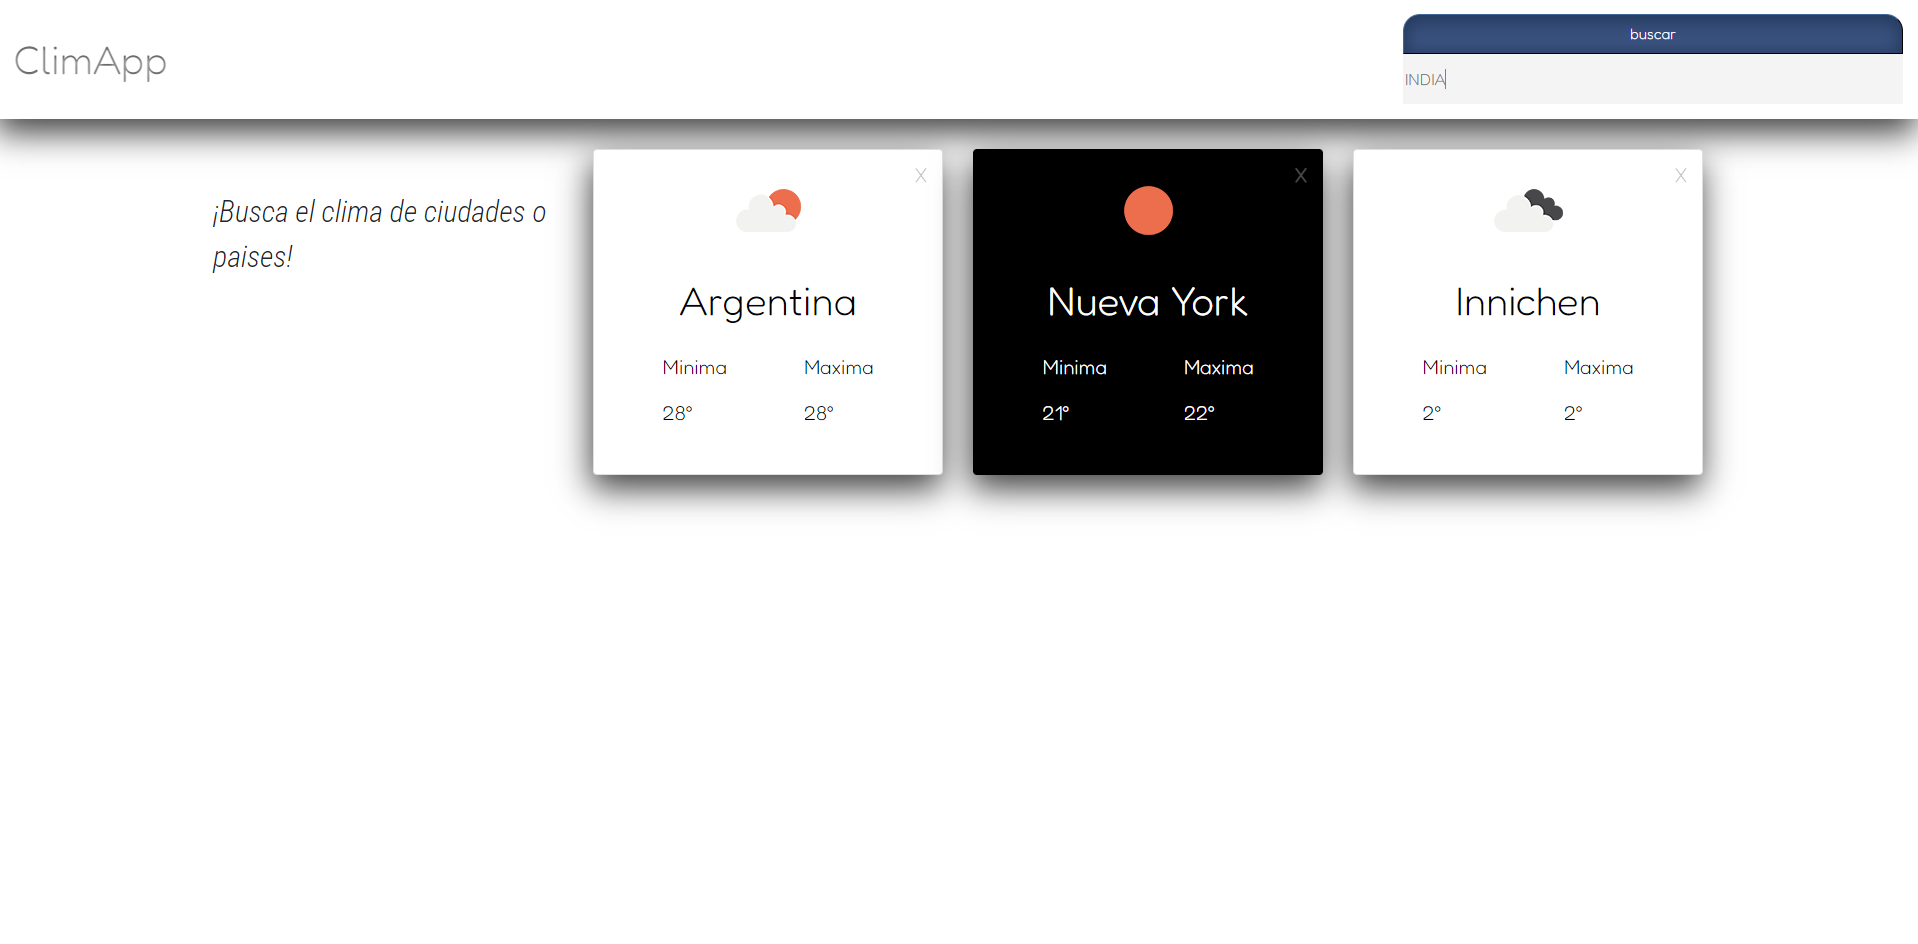 ClimApp
buscar
INDIA
¡Busca el clima de ciudades o
paises!
X
Argentina
Minima Maxima
28° 28°
X
Nueva York
Minima Maxima
21° 22°
X
Innichen
Minima Maxima
2° 2°